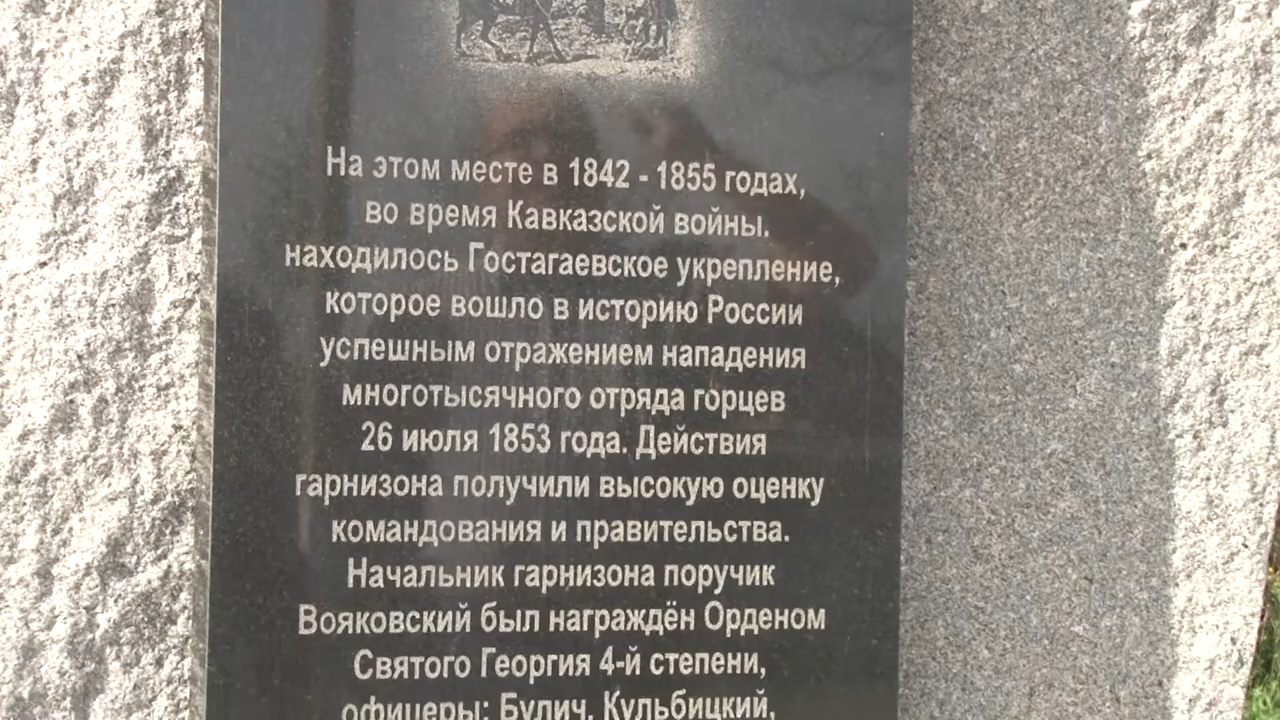 На этом месте в 1842 - 1855 годах,
во время Кавказской войны.
находилось Гостагаевское укрепление,
которое вошло в историю России
успешным отражением нападения
многотысячного отряда горцев
26 июля 1853 года. Действия
гарнизона получили высокую оценку
командования и правительства.
Начальник гарнизона поручик
Вояковский был награждён Орденом
Святого Георгия 4-й степени,
офицеры: Булич, Кульбицкий,